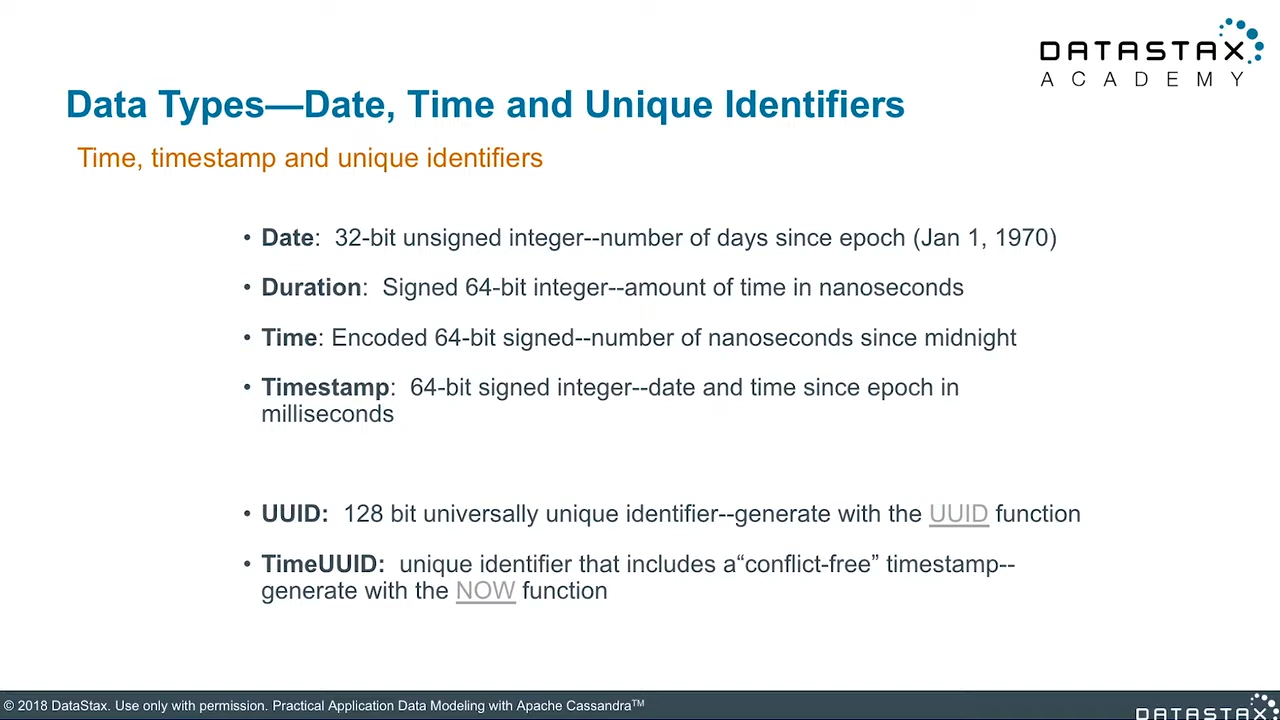 DATASTAX
ACADEMY
Data Types—Date, Time and Unique Identifiers
Time, timestamp and unique identifiers
• Date:  32-bit unsigned integer--number of days since epoch (Jan 1, 1970)
• Duration:  Signed 64-bit integer--amount of time in nanoseconds
• Time: Encoded 64-bit signed--number of nanoseconds since midnight
• Timestamp:  64-bit signed integer--date and time since epoch in
milliseconds
• UUID:  128 bit universally unique identifier--generate with the UUID function
• TimeUUID:  unique identifier that includes a“conflict-free” timestamp--
generate with the NOW function
© 2018 DataStax. Use only with permission. Practical Application Data Modeling with Apache Cassandra™
DATASTAX